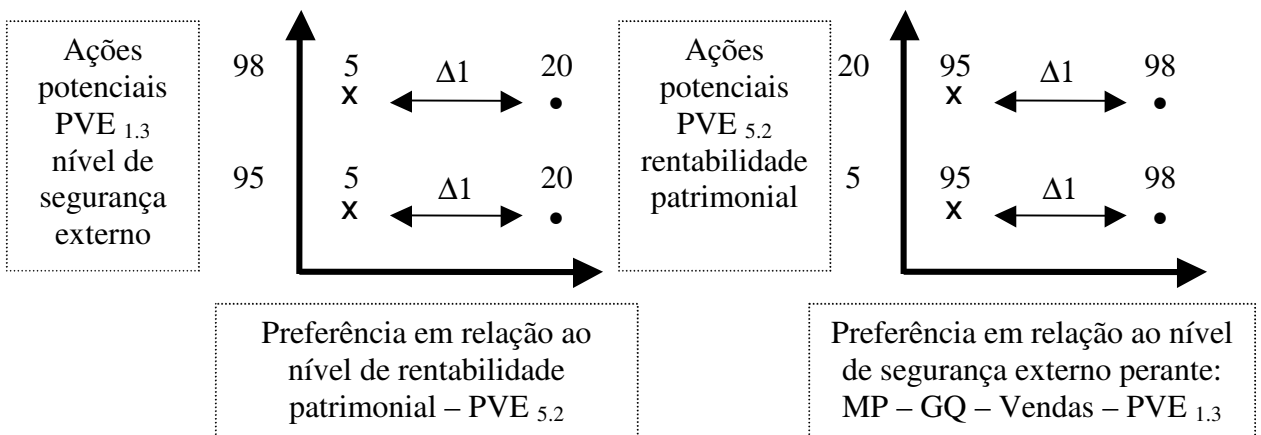 Ações
potenciais
PVE 1.3
nível de
segurança
externo
98 5 Δ1 20
x
95 5 Δ1 20
x
Preferência em relação ao
nível de rentabilidade
patrimonial – PVE 5.2
Ações
potenciais
PVE 5.2
rentabilidade
patrimonial
20 95 Δ1 98
x
5 95 Δ1 98
x
Preferência em relação ao nível
de segurança externo perante:
MP – GQ – Vendas – PVE 1.3